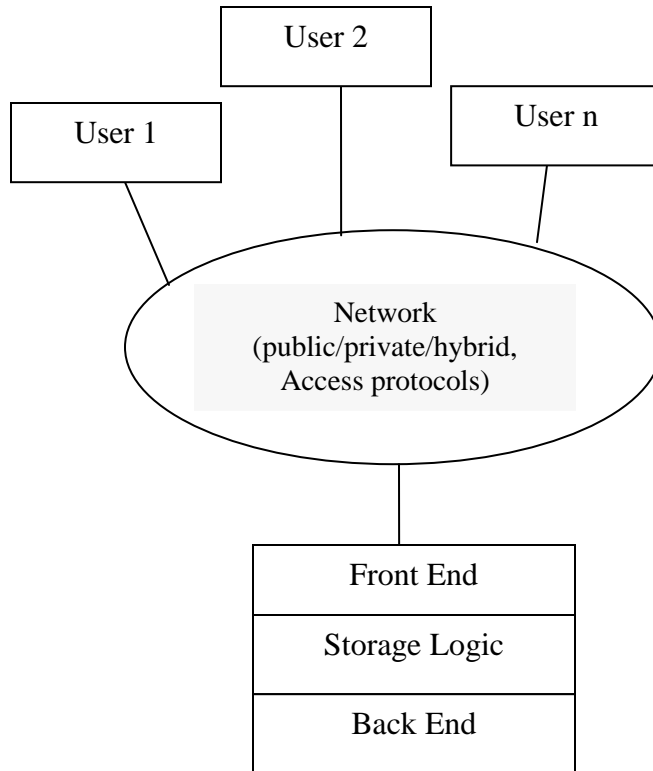 User 2
User 1
User n
Network
(public/private/hybrid,
Access protocols)
Front End
Storage Logic
Back End